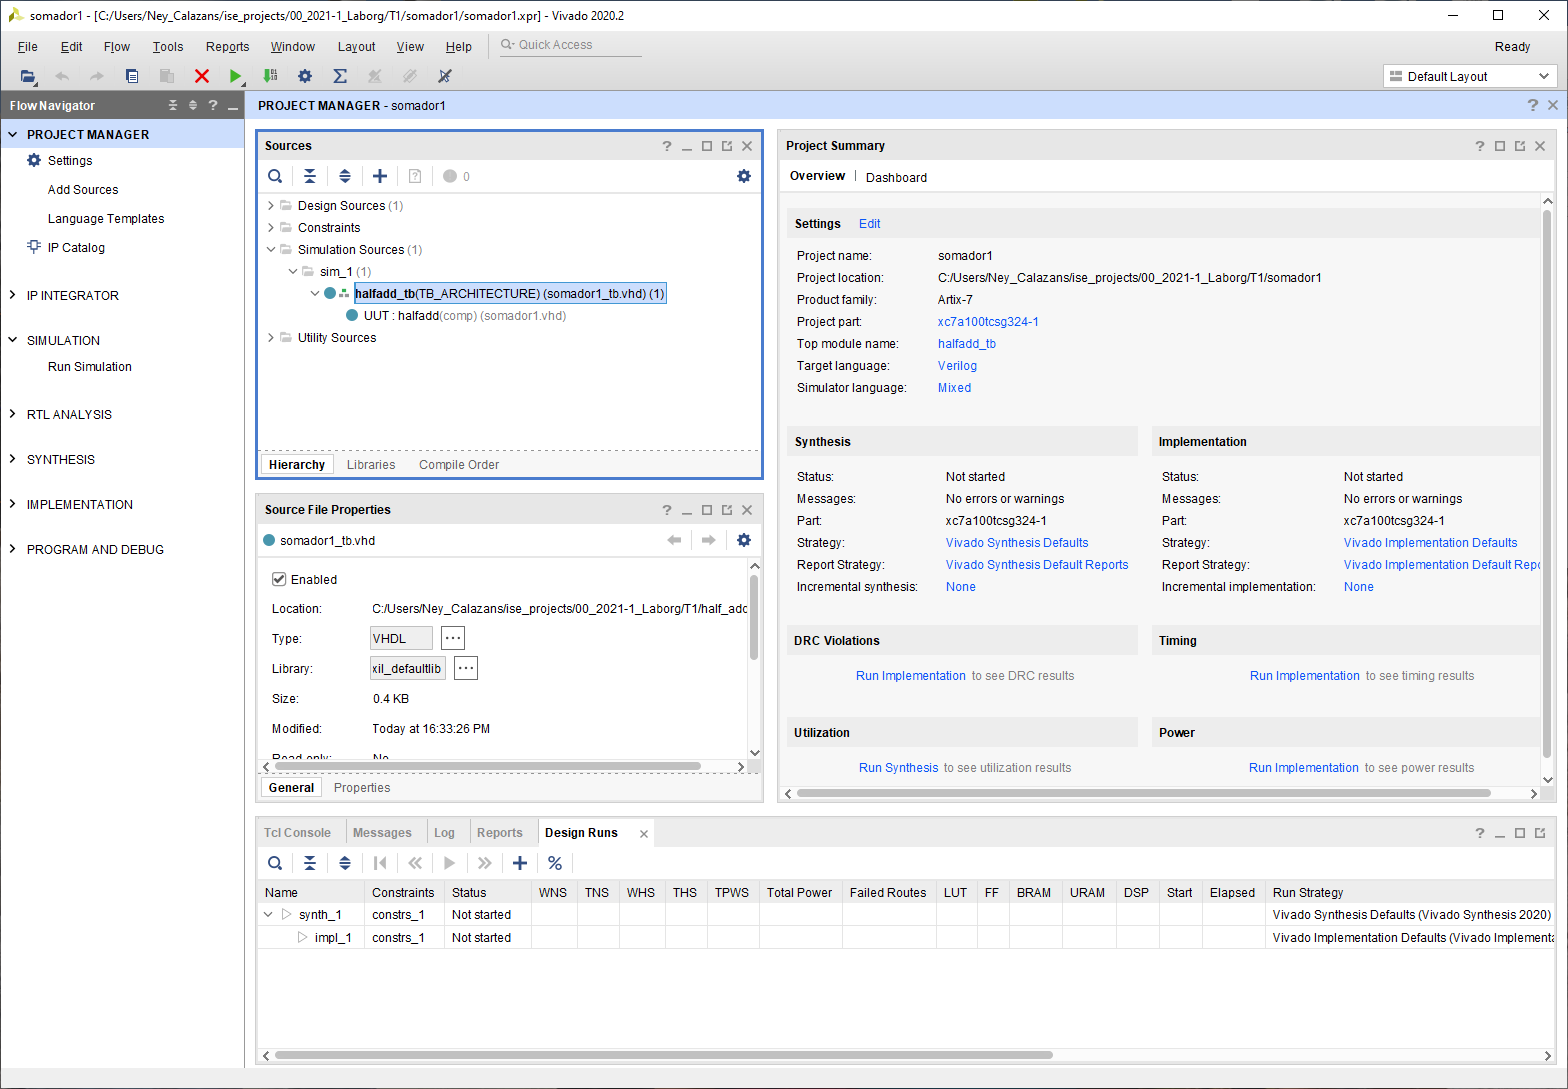 somador1 - [C:/Users/Ney_Calazans/ise_projects/00_2021-1_Laborg/T1/somador1/somador1.xpr] - Vivado 2020.2
File Edit Flow Tools Reports Window Layout View Help Quick Access Ready
Default Layout
Flow Navigator
PROJECT MANAGER
Settings
Add Sources
Language Templates
IP Catalog
IP INTEGRATOR
SIMULATION
Run Simulation
RTL ANALYSIS
SYNTHESIS
IMPLEMENTATION
PROGRAM AND DEBUG
PROJECT MANAGER - somador1
Sources
0
Design Sources (1)
Constraints
Simulation Sources (1)
sim_1 (1)
halfadd_tb(TB_ARCHITECTURE) (somador1_tb.vhd) (1)
UUT : halfadd(comp) (somador1.vhd)
Utility Sources
Hierarchy Libraries Compile Order
Source File Properties
somador1_tb.vhd
Enabled
Location: C:/Users/Ney_Calazans/ise_projects/00_2021-1_Laborg/T1/half_adc
Type: VHDL ...
Library: xil_defaultlib ...
Size: 0.4 KB
Modified: Today at 16:33:26 PM
Read-only: No
General Properties
Project Summary
Overview | Dashboard
Settings Edit
Project name: somador1
Project location: C:/Users/Ney_Calazans/ise_projects/00_2021-1_Laborg/T1/somador1
Product family: Artix-7
Project part: xc7a100tcsg324-1
Top module name: halfadd_tb
Target language: Verilog
Simulator language: Mixed
Synthesis
Status: Not started
Messages: No errors or warnings
Part: xc7a100tcsg324-1
Strategy: Vivado Synthesis Defaults
Report Strategy: Vivado Synthesis Default Reports
Incremental synthesis: None
Implementation
Status: Not started
Messages: No errors or warnings
Part: xc7a100tcsg324-1
Strategy: Vivado Implementation Defaults
Report Strategy: Vivado Implementation Default Repo
Incremental implementation: None
DRC Violations
Run Implementation to see DRC results
Timing
Run Implementation to see timing results
Utilization
Run Synthesis to see utilization results
Power
Run Implementation to see power results
Tcl Console Messages Log Reports Design Runs
Name Constraints Status WNS TNS WHS THS TPWS Total Power Failed Routes LUT FF BRAM URAM DSP Start Elapsed Run Strategy
synth_1 constrs_1 Not started Vivado Synthesis Defaults (Vivado Synthesis 2020)
impl_1 constrs_1 Not started Vivado Implementation Defaults (Vivado Implementa